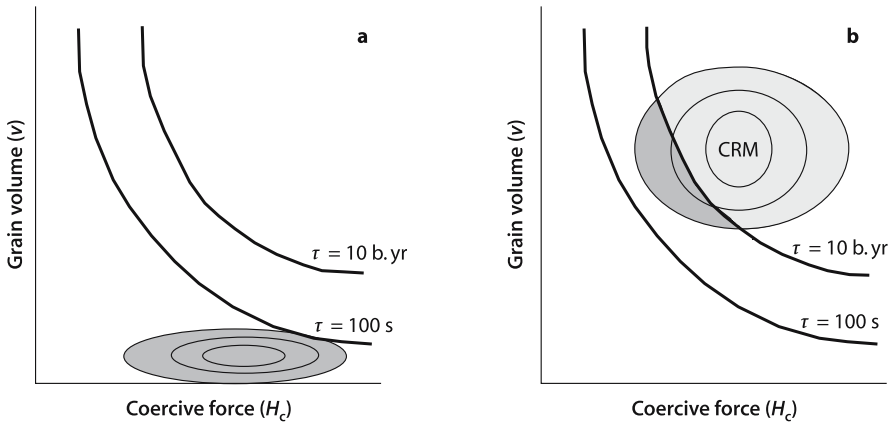 a
Grain volume (v)
τ = 10 b. yr
τ = 100 s
Coercive force (Hc)
b
Grain volume (v)
CRM
τ = 10 b. yr
τ = 100 s
Coercive force (Hc)